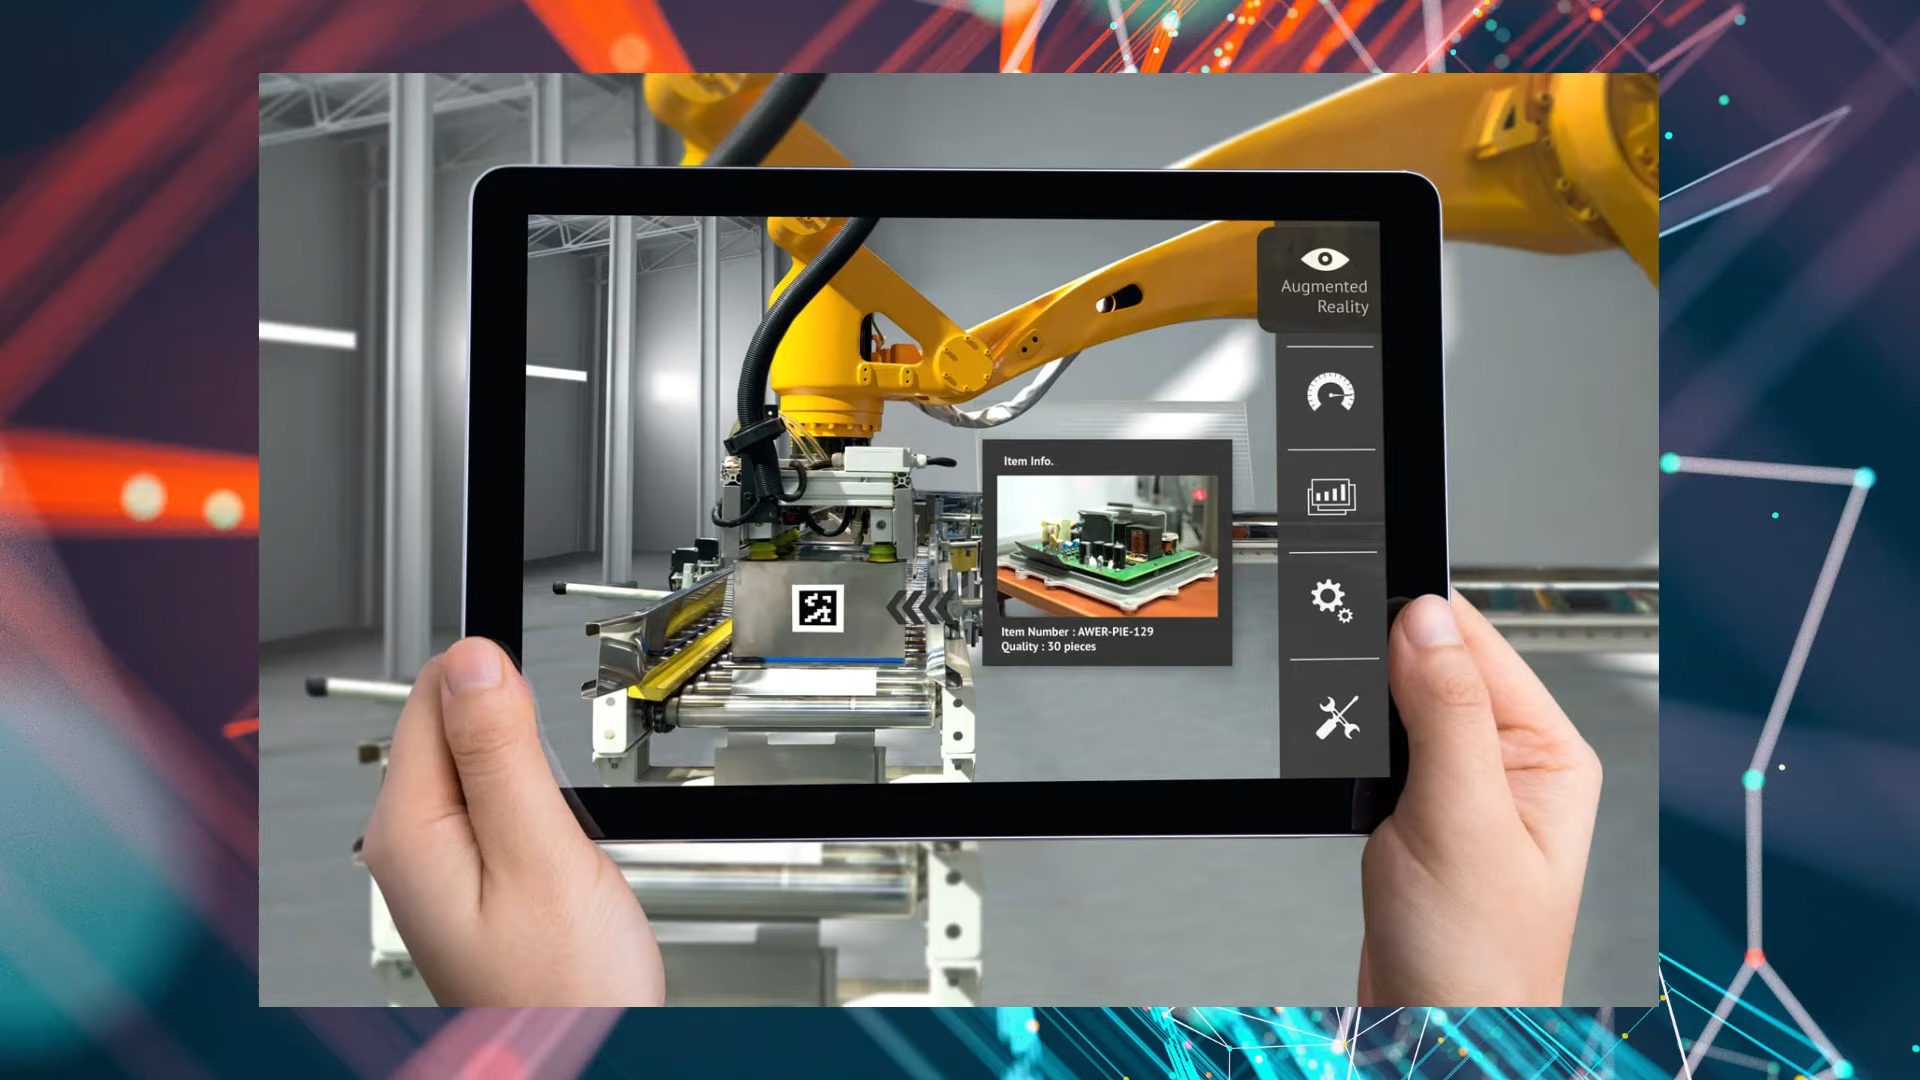 Augmented
Reality
Item Info.
Item Number : AWER-PIE-129
Quality : 30 pieces